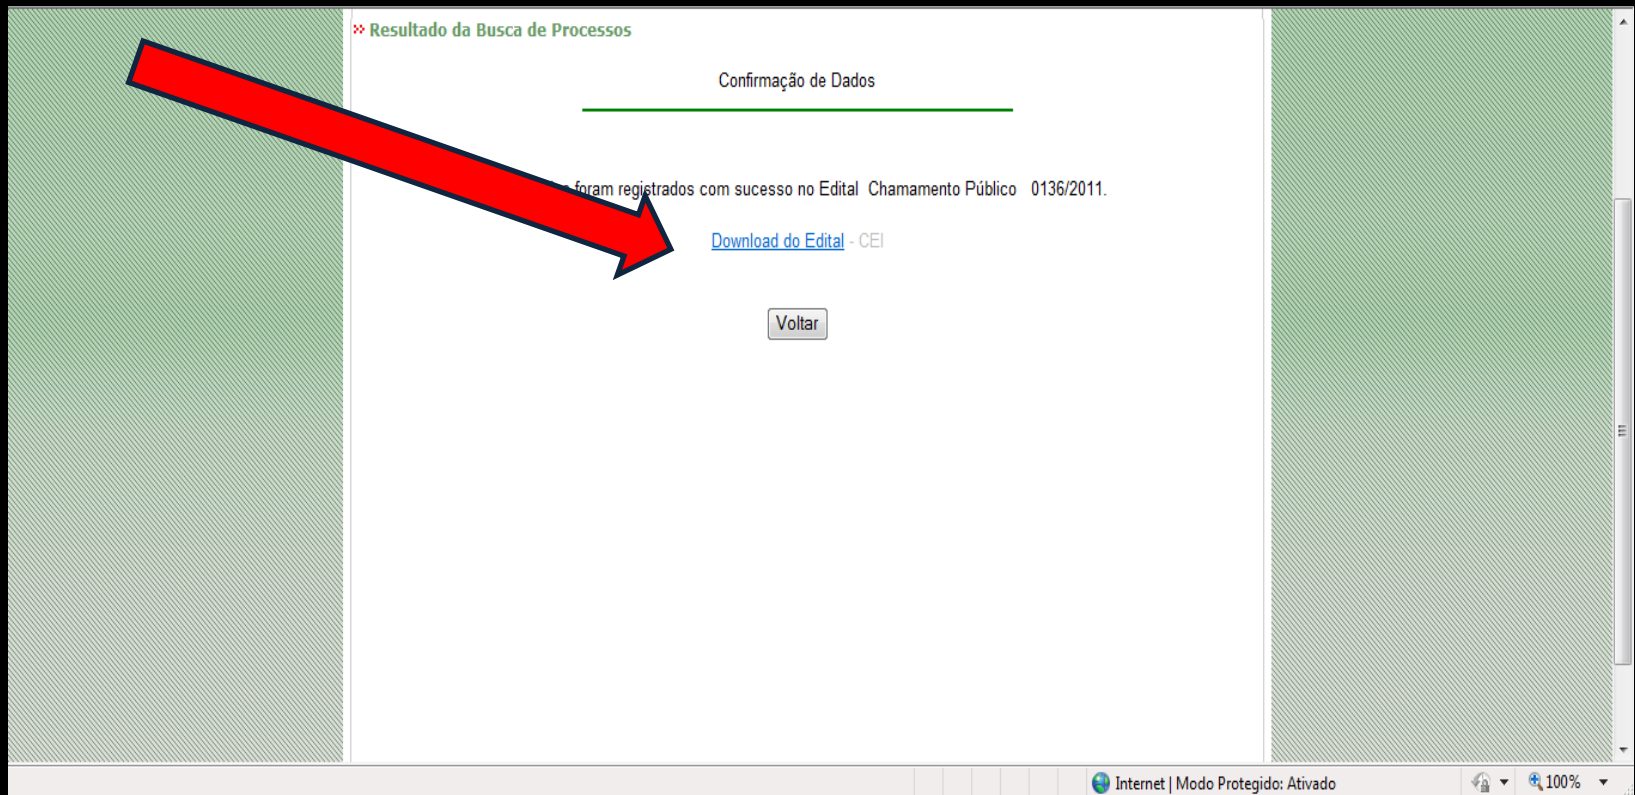 Resultado da Busca de Processos
Confirmação de Dados
foram registrados com sucesso no Edital Chamamento Público 0136/2011.
Download do Edital - CEI
Voltar
Internet | Modo Protegido: Ativado
100%